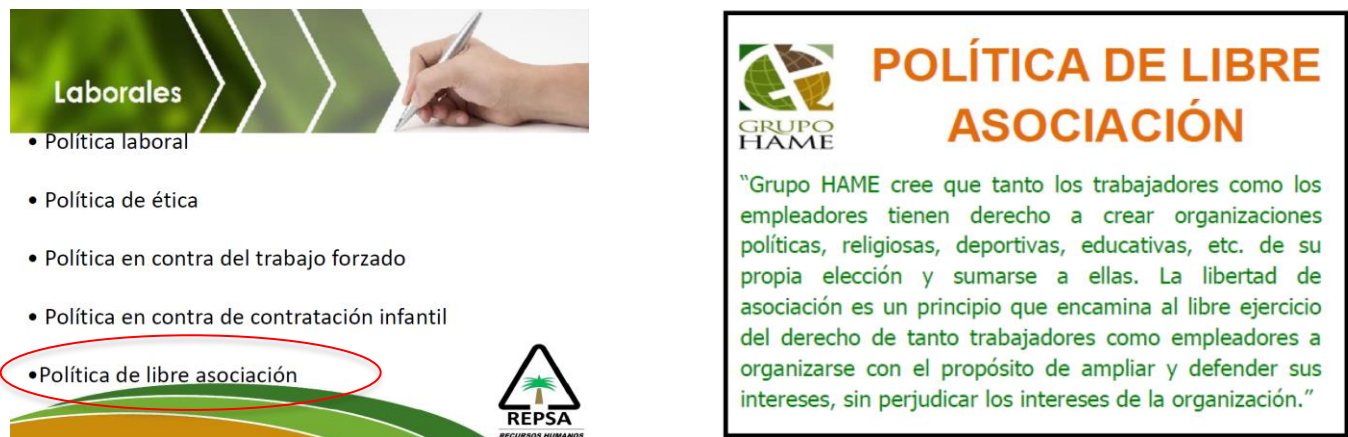 Laborales
• Política laboral
• Política de ética
• Política en contra del trabajo forzado
• Política en contra de contratación infantil
•Política de libre asociación
REPSA
RECURSOS HUMANOS
GRUPO
HAME
POLÍTICA DE LIBRE
ASOCIACIÓN
“Grupo HAME cree que tanto los trabajadores como los
empleadores tienen derecho a crear organizaciones
políticas, religiosas, deportivas, educativas, etc. de su
propia elección y sumarse a ellas. La libertad de
asociación es un principio que encamina al libre ejercicio
del derecho de tanto trabajadores como empleadores a
organizarse con el propósito de ampliar y defender sus
intereses, sin perjudicar los intereses de la organización.”